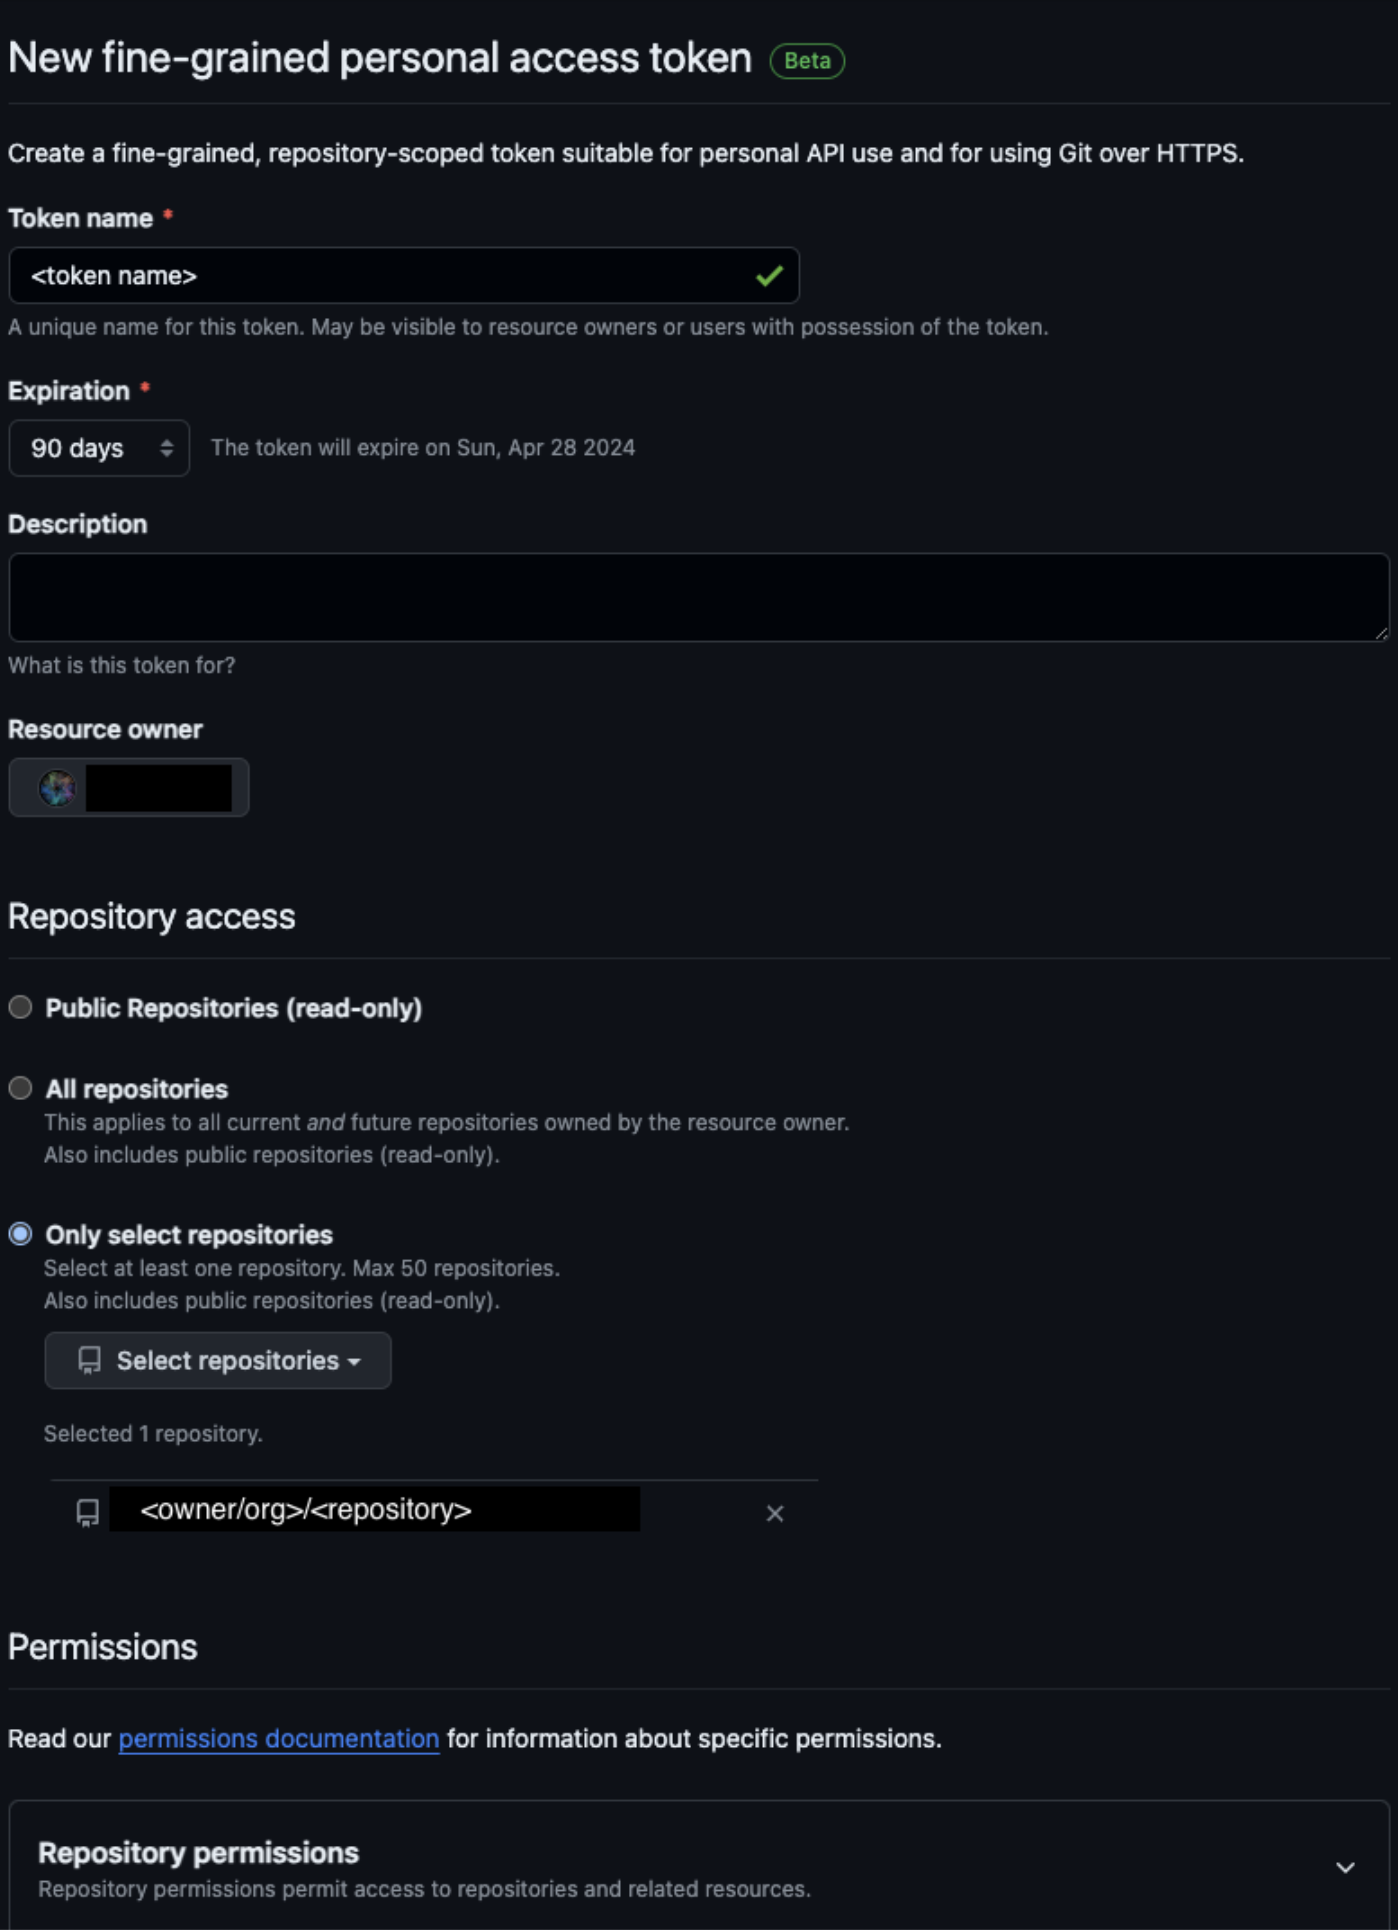 New fine-grained personal access token Beta
Create a fine-grained, repository-scoped token suitable for personal API use and for using Git over HTTPS.
Token name *
<token name>
A unique name for this token. May be visible to resource owners or users with possession of the token.
Expiration *
90 days The token will expire on Sun, Apr 28 2024
Description
What is this token for?
Resource owner
Repository access
Public Repositories (read-only)
All repositories
This applies to all current and future repositories owned by the resource owner.
Also includes public repositories (read-only).
Only select repositories
Select at least one repository. Max 50 repositories.
Also includes public repositories (read-only).
Select repositories
Selected 1 repository.
<owner/org>/<repository>
Permissions
Read our permissions documentation for information about specific permissions.
Repository permissions
Repository permissions permit access to repositories and related resources.